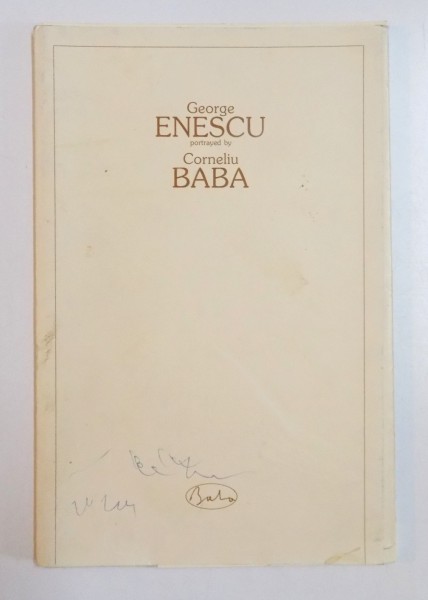 George
ENESCU
portrayed by
Corneliu
BABA
Baba